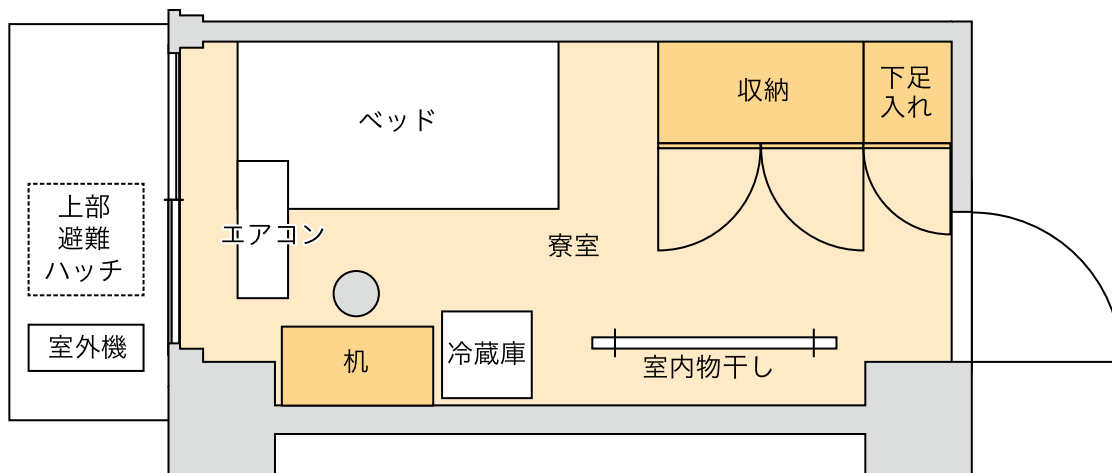 収納
下足
入れ
ベッド
上部
避難
ハッチ
エアコン
寮室
室外機
机
冷蔵庫
室内物干し